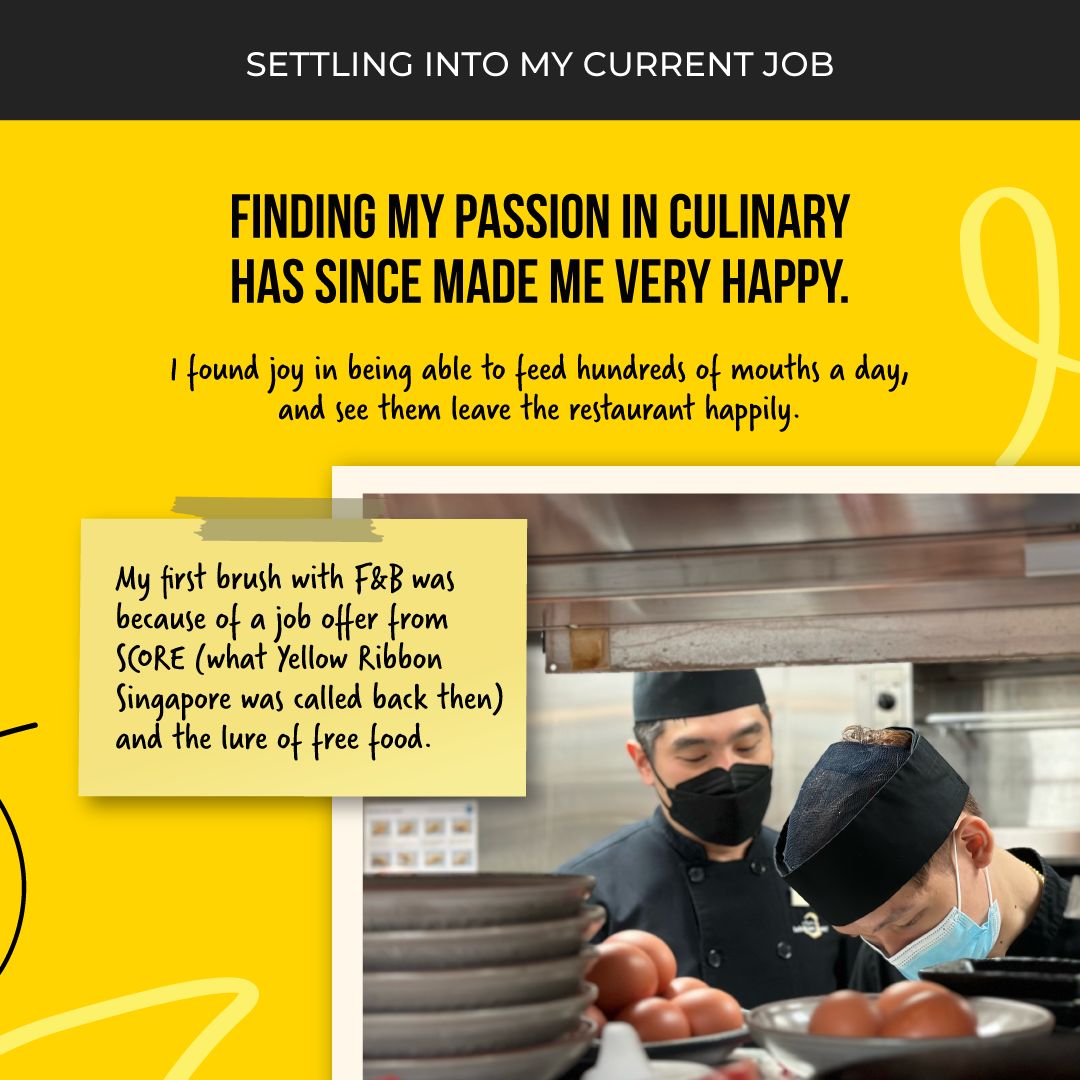 SETTLING INTO MY CURRENT JOB
FINDING MY PASSION IN CULINARY
HAS SINCE MADE ME VERY HAPPY.
I found joy in being able to feed hundreds of mouths a day,
and see them leave the restaurant happily.
My first brush with F&B was
because of a job offer from
SCORE (what Yellow Ribbon
Singapore was called back then)
and the lure of free food.